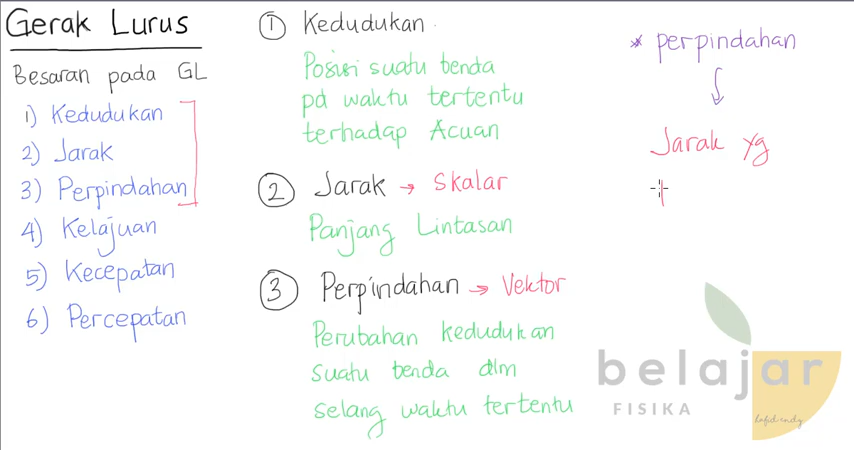 Gerak Lurus
Besaran pada GL
1) Kedudukan
2) Jarak
3) Perpindahan
4) Kelajuan
5) Kecepatan
6) Percepatan
1 Kedudukan
Posisi suatu benda
pd waktu tertentu
terhadap Acuan
2 Jarak → Skalar
Panjang Lintasan
3 Perpindahan → Vektor
Perubahan kedudukan
suatu benda dlm
selang waktu tertentu
* perpindahan
Jarak yg
belajar
FISIKA